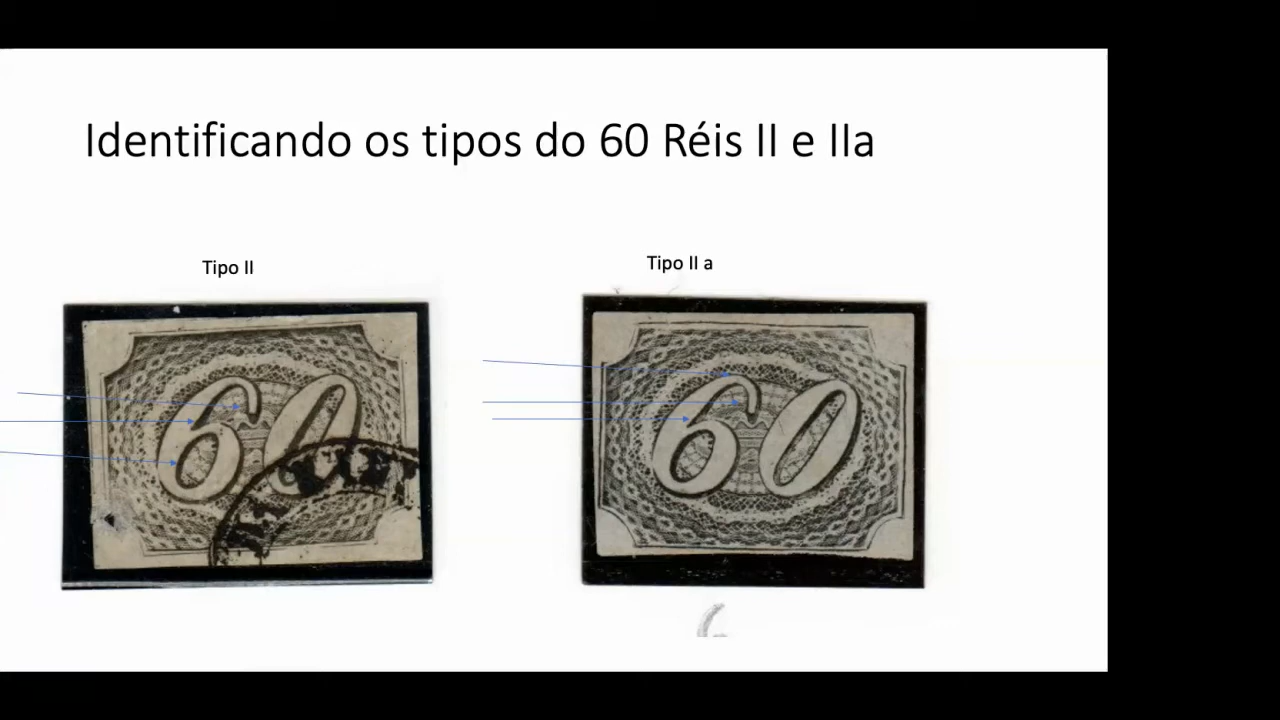 Identificando os tipos do 60 Réis II e IIa
Tipo II
Tipo II a
60
60